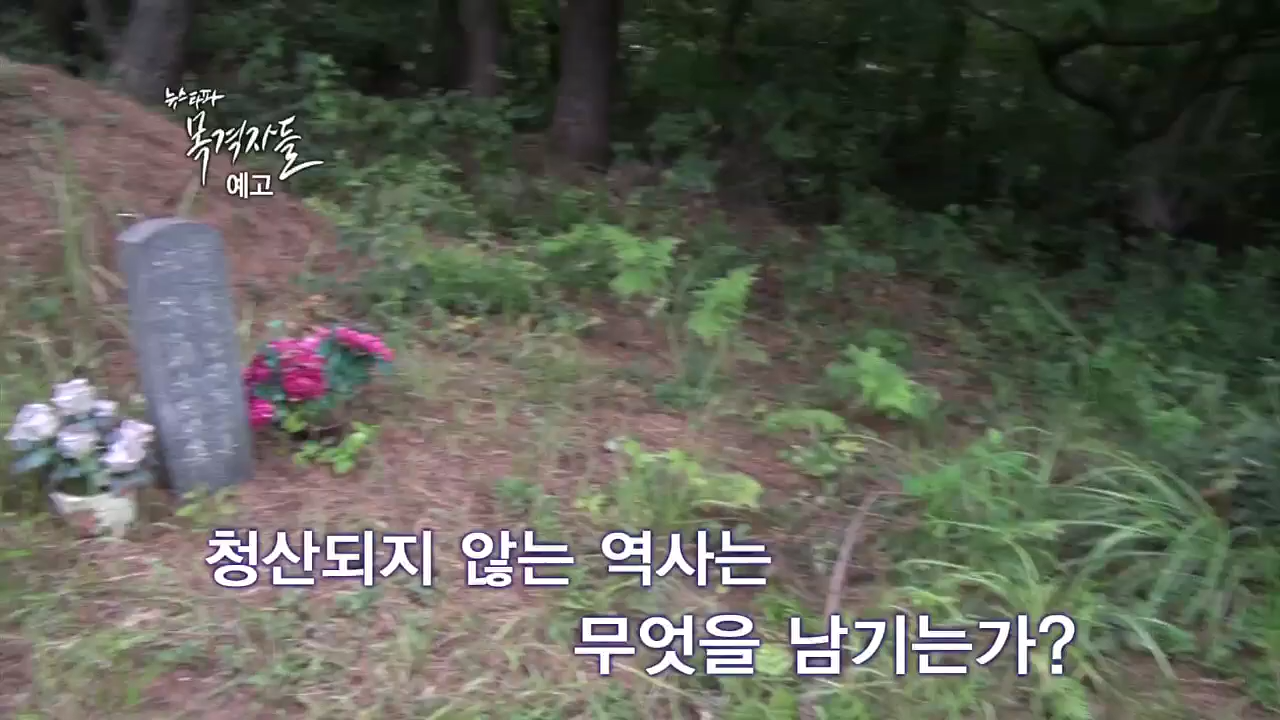 뉴스타파
목격자들
예고
청산되지 않는 역사는
무엇을 남기는가?